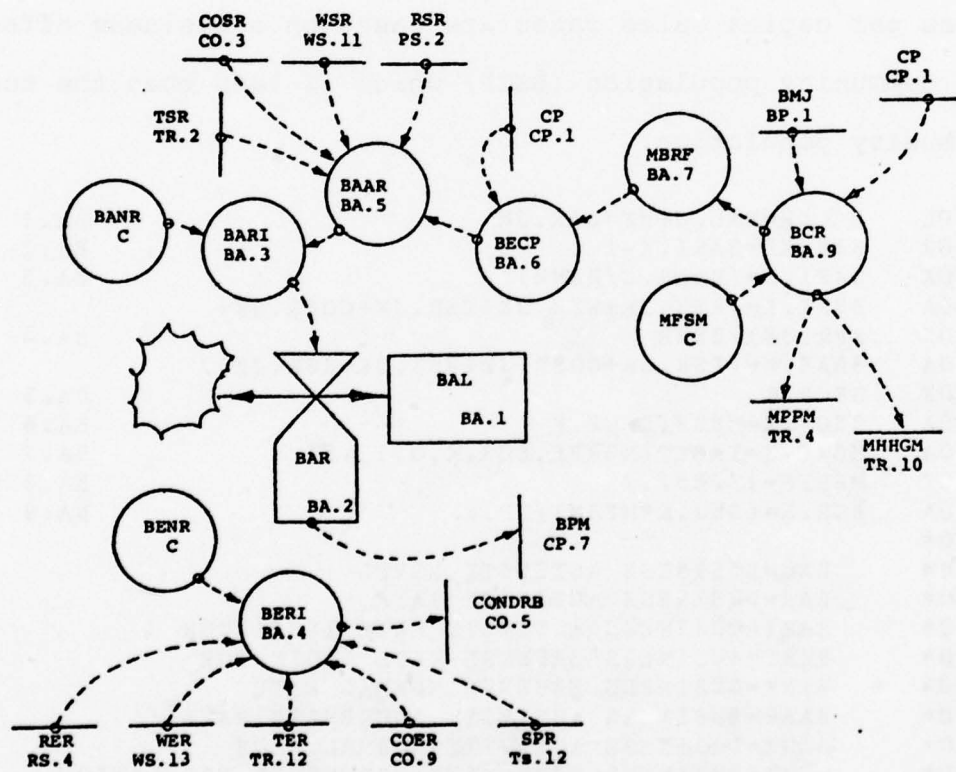 COSR
CO.3
WSR
WS.11
RSR
PS.2
CP
CP.1
TSR
TR.2
CP
CP.1
BMJ
BP.1
BANR
C
BARI
BA.3
BAAR
BA.5
BECP
BA.6
MBRF
BA.7
BCR
BA.9
MFSM
C
BAL
BA.1
BAR
BA.2
MPPM
TR.4
MHHGM
TR.10
BENR
C
BPM
CP.7
BERI
BA.4
CONDRB
CO.5
RER
RS.4
WER
WS.13
TER
TR.12
COER
CO.9
SPR
Ts.12